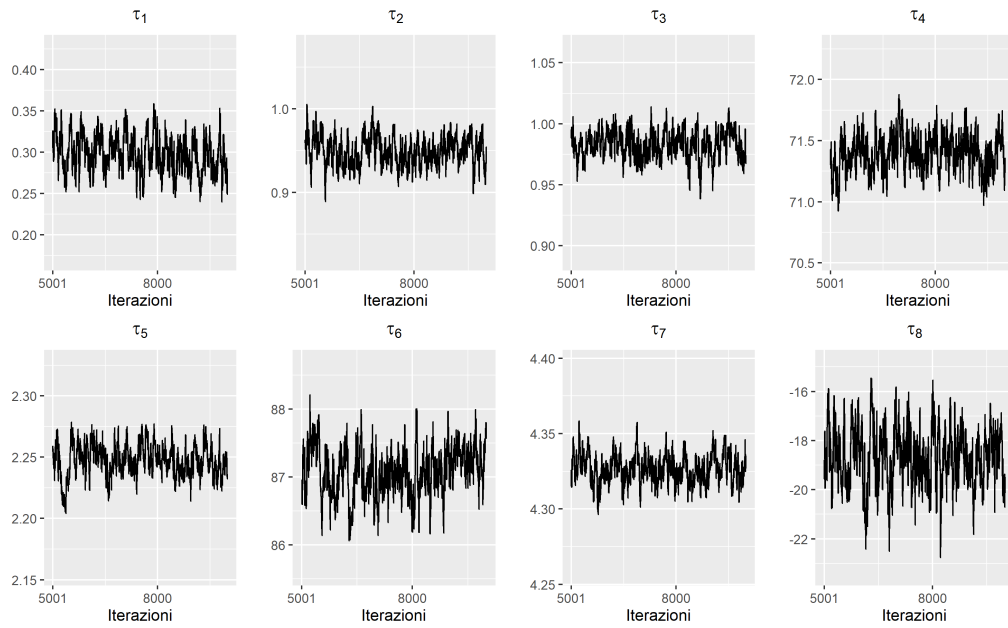 τ1
0.40
0.35
0.30
0.25
0.20
5001 8000
Iterazioni
τ2
1.0
0.9
5001 8000
Iterazioni
τ3
1.05
1.00
0.95
0.90
5001 8000
Iterazioni
τ4
72.0
71.5
71.0
70.5
5001 8000
Iterazioni
τ5
2.30
2.25
2.20
2.15
5001 8000
Iterazioni
τ6
88
87
86
5001 8000
Iterazioni
τ7
4.40
4.35
4.30
4.25
5001 8000
Iterazioni
τ8
-16
-18
-20
-22
5001 8000
Iterazioni